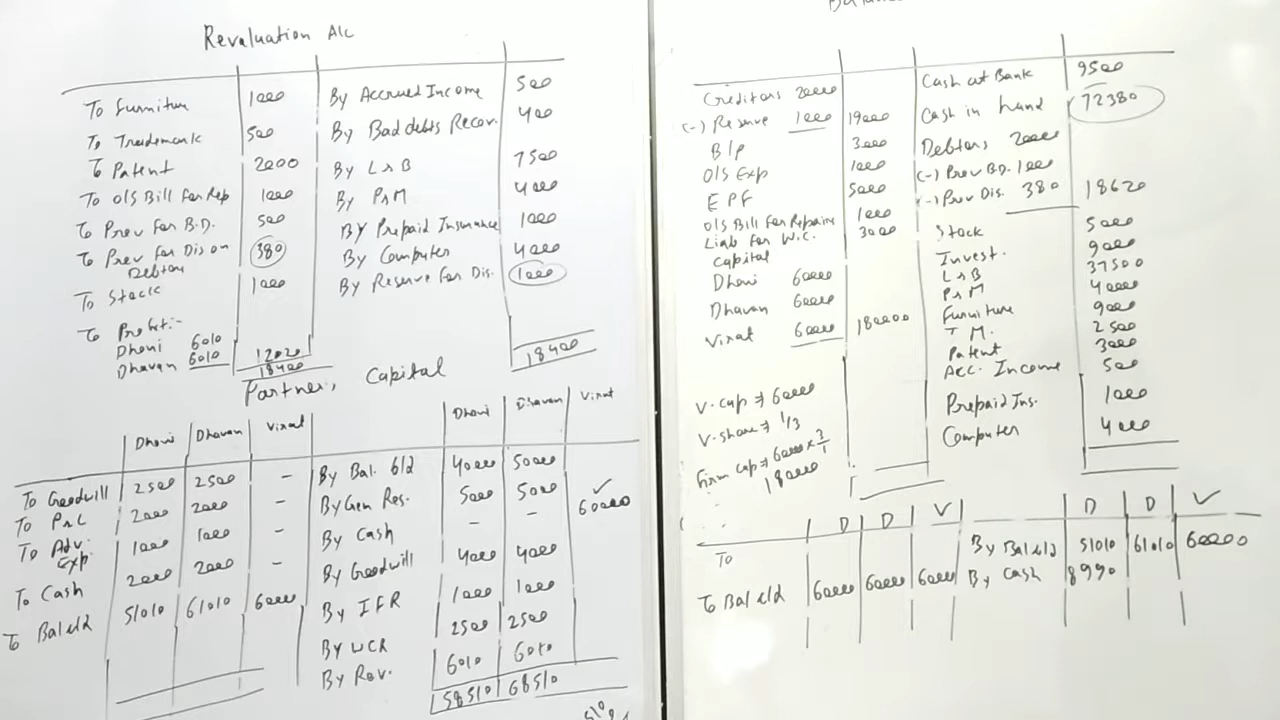 Revaluation A/c
To Furniture 1000 By Accrued Income 500
To Trademark 500 By Bad debts Recov. 400
To Patent 2000 By L&B 7500
To O/S Bill For Rep 1000 By P&M 4000
To Prov For B.D. 500 By Prepaid Insurance 1000
To Prov For Dis on Debtors 380 By Computer 4000
To Stock 1000 By Reserve For Dis. 1000
To Profit:-
Dhoni 6010
Dhavan 6010 12020
18400 18400
Partners Capital
Dhoni Dhavan Virat Dhoni Dhavan Virat
To Goodwill 2500 2500 - By Bal. b/d 40000 50000
To P&L 2000 2000 - By Gen Res. 5000 5000
To Adv. Exp 1000 1000 - By Cash - - 60000
To Cash 2000 2000 - By Goodwill 4000 4000
To Bal c/d 51010 61010 60000 By IFR 1000 1000
By WCR 2500 2500
By Rev. 6010 6010
58510 68510
Creditors 20000
(-) Reserve 1000 19000
B/P 3000
O/S Exp 1000
EPF 5000
O/S Bill For Repairs 1000
Liab For W.C. 3000
Capital
Dhoni 60000
Dhavan 60000
Virat 60000 180000
Cash at Bank 9500
Cash in hand 72380
Debtors 20000
(-) Prov B.D. 1000
(-) Prov Dis. 380 18620
Stock 5000
Invest. 9000
L&B 37500
P&M 40000
Furniture 9000
T M. 2500
Patent 3000
Acc. Income 500
Prepaid Ins. 1000
Computer 4000
V. cap ⇒ 60000
V. share ⇒ 1/3
Firm cap ⇒ 60000 × 3/1
180000
D D V D D V
To By Bal c/d 51010 61010 60000
To Bal c/d 60000 60000 60000 By Cash 8990